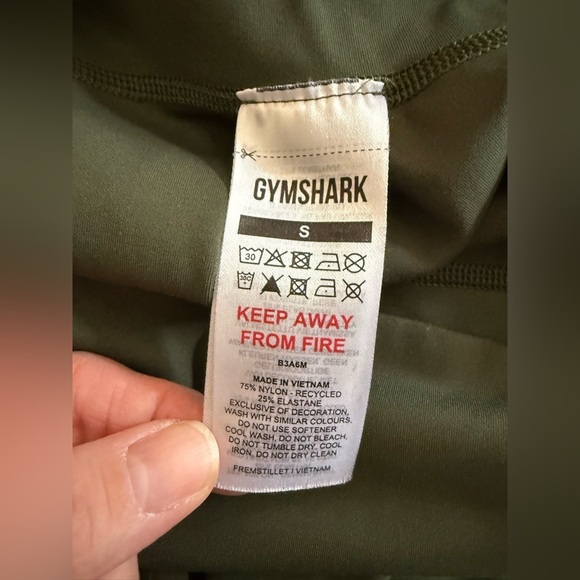 GYMSHARK
S
30
30C
KEEP AWAY
FROM FIRE
B3A6M
MADE IN VIETNAM
75% NYLON - RECYCLED
25% ELASTANE
EXCLUSIVE OF DECORATION,
WASH WITH SIMILAR COLOURS,
DO NOT USE SOFTENER
COOL WASH, DO NOT BLEACH,
DO NOT TUMBLE DRY, COOL
IRON, DO NOT DRY CLEAN
FREMSTILLET I VIETNAM